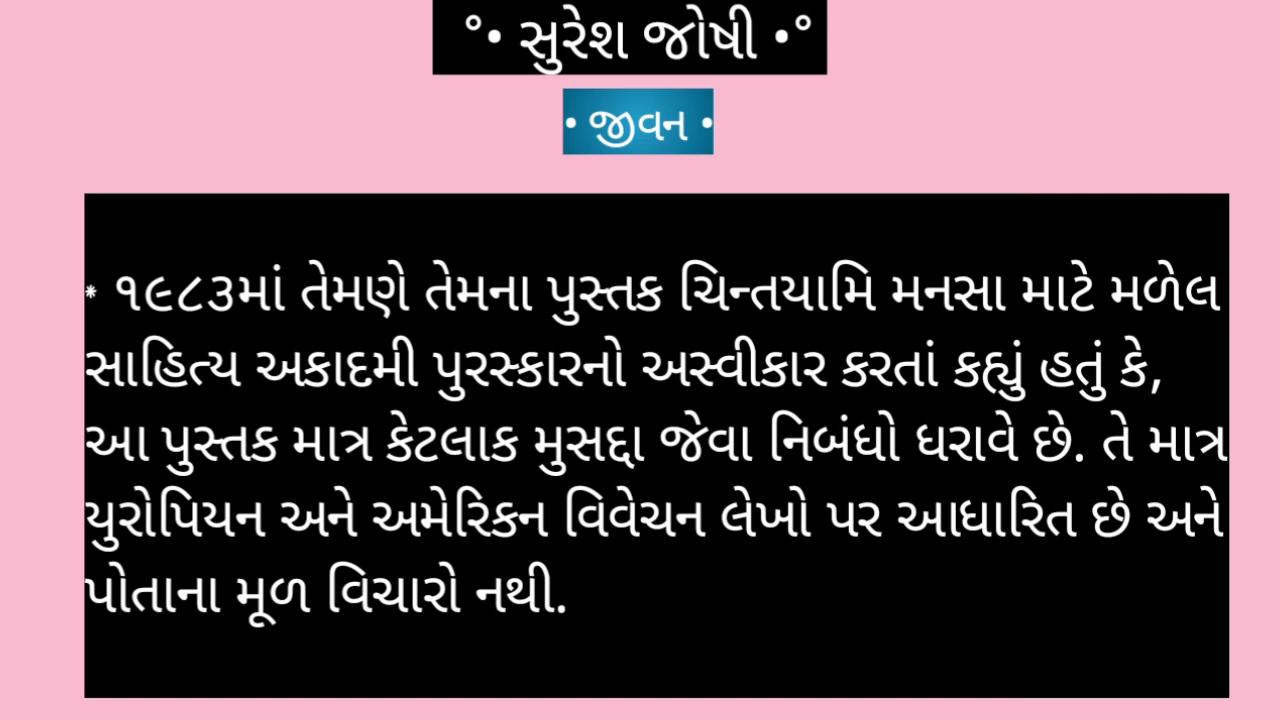 °• સુરેશ જોષી •°
• જીવન •
* ૧૯૮૩માં તેમણે તેમના પુસ્તક ચિન્તયામિ મનસા માટે મળેલ
સાહિત્ય અકાદમી પુરસ્કારનો અસ્વીકાર કરતાં કહ્યું હતું કે,
આ પુસ્તક માત્ર કેટલાક મુસદ્દા જેવા નિબંધો ધરાવે છે. તે માત્ર
યુરોપિયન અને અમેરિકન વિવેચન લેખો પર આધારિત છે અને
પોતાના મૂળ વિચારો નથી.